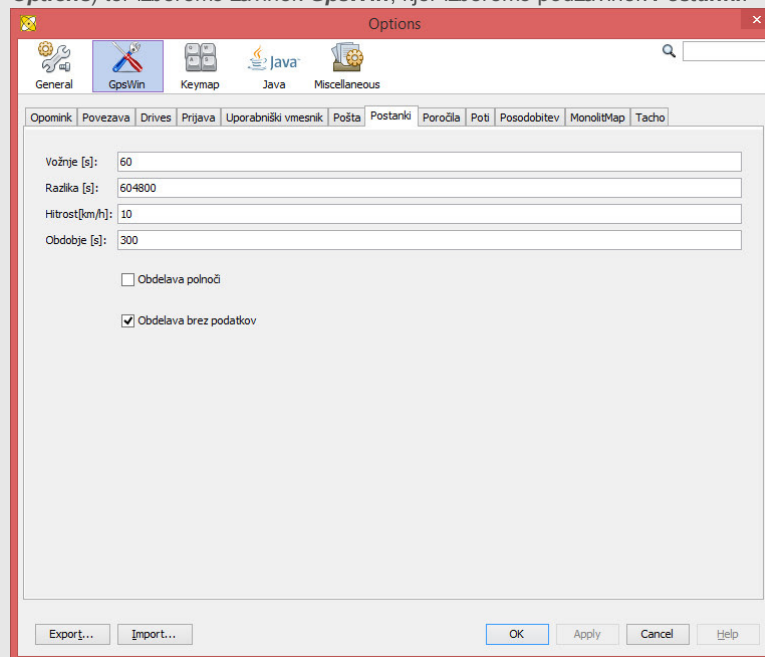 Options
General GpsWin Keymap Java Miscellaneous
Opomink Povezava Drives Prijava Uporabniški vmesnik Pošta Postanki Poročila Poti Posodobitev MonolitMap Tacho
Vožnje [s]: 60
Razlika [s]: 604800
Hitrost[km/h]: 10
Obdobje [s]: 300
Obdelava polnoči
Obdelava brez podatkov
Export... Import... OK Apply Cancel Help